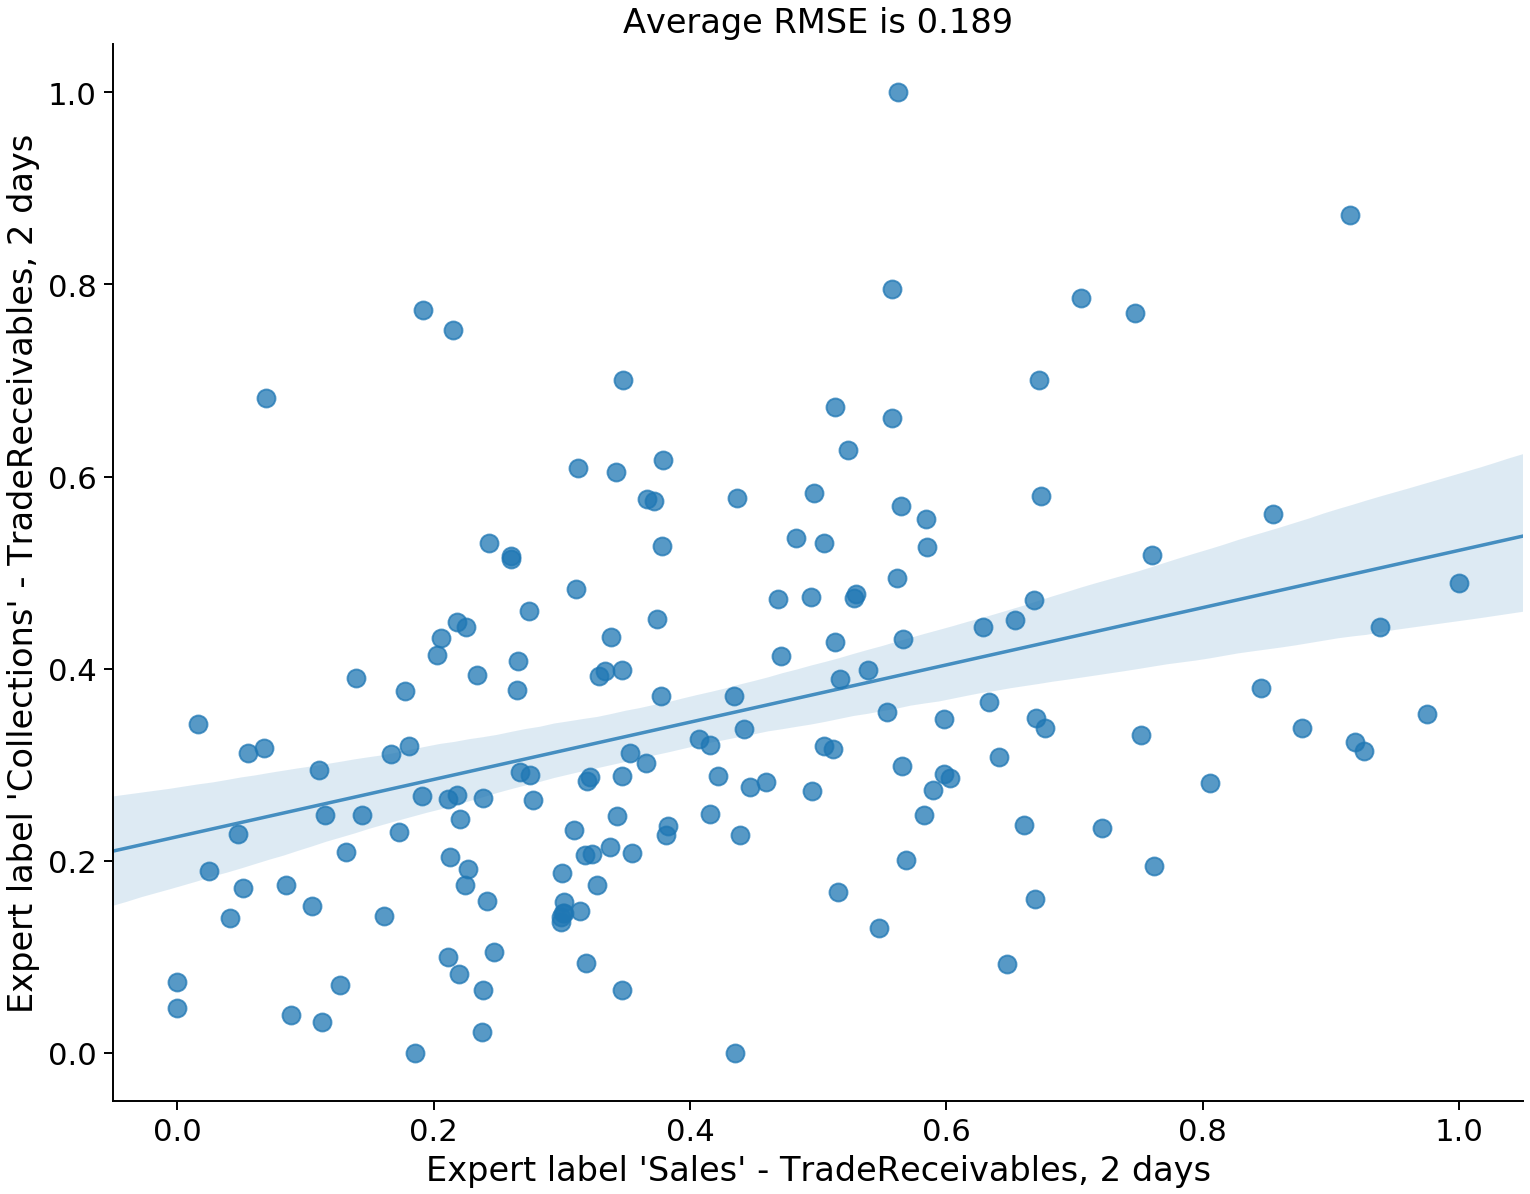 Average RMSE is 0.189
1.0
0.8
0.6
0.4
0.2
0.0
Expert label 'Collections' - TradeReceivables, 2 days
0.0 0.2 0.4 0.6 0.8 1.0
Expert label 'Sales' - TradeReceivables, 2 days